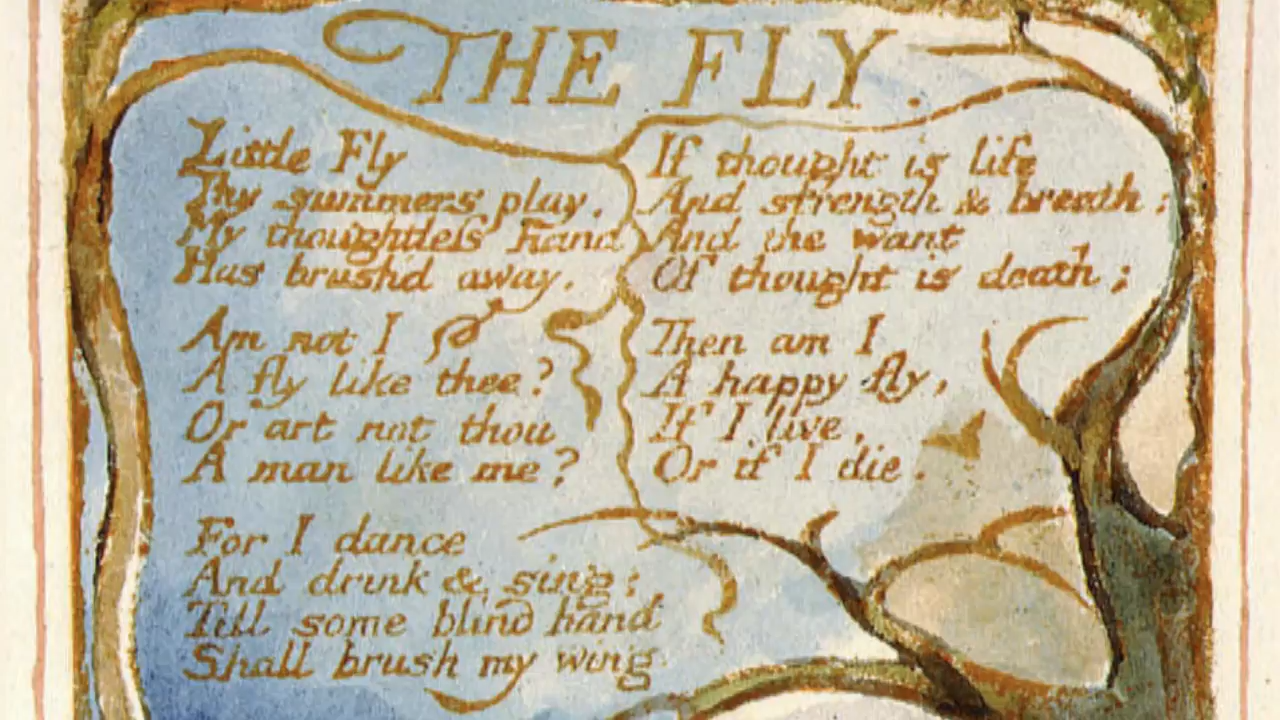 THE FLY.
Little Fly
Thy summers play,
My thoughtless hand
Has brush'd away.
Am not I
A fly like thee?
Or art not thou
A man like me?
For I dance
And drink & sing:
Till some blind hand
Shall brush my wing.
If thought is life
And strength & breath:
And the want
Of thought is death;
Then am I
A happy fly,
If I live,
Or if I die.